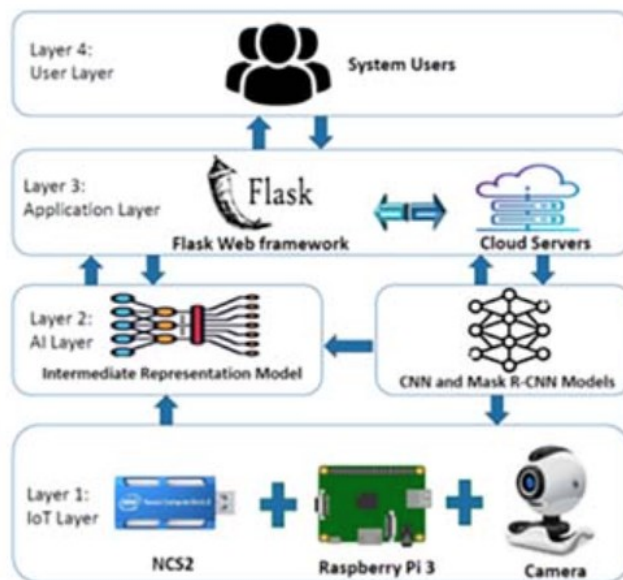 Layer 4:
User Layer
System Users
Layer 3:
Application Layer
Flask
Flask Web framework
Cloud Servers
Layer 2:
AI Layer
Intermediate Representation Model
CNN and Mask R-CNN Models
Layer 1:
IoT Layer
NCS2
Raspberry Pi 3
Camera